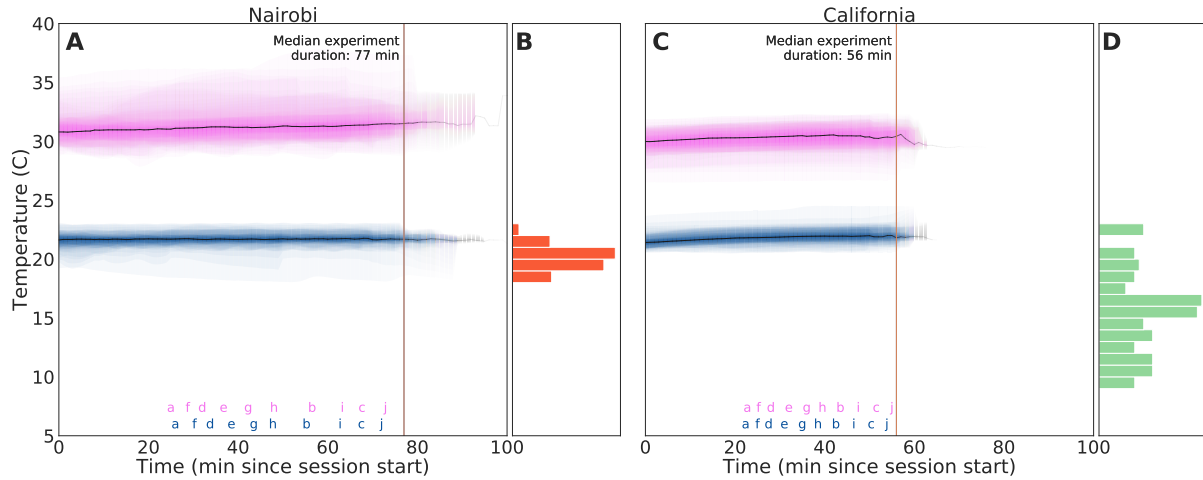 Nairobi
California
A
Median experiment
duration: 77 min
B
C
Median experiment
duration: 56 min
D
Temperature (C)
40
35
30
25
20
15
10
5
a f d e g h b i c j
a f d e g h b i c j
a f d e g h b i c j
a f d e g h b i c j
0 20 40 60 80 100
0 20 40 60 80 100
Time (min since session start)
Time (min since session start)